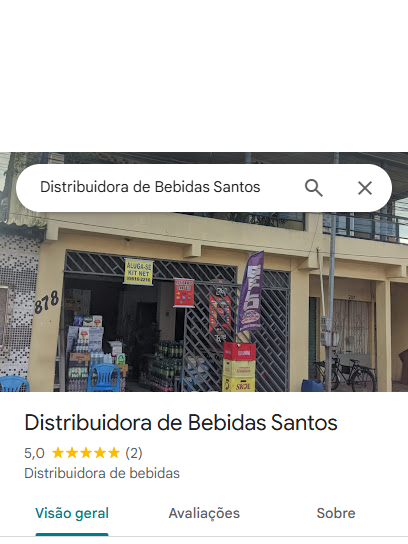 Distribuidora de Bebidas Santos
ALUGA-SE
KIT NET
878
Distribuidora de Bebidas Santos
5,0 (2)
Distribuidora de bebidas
Visão geral
Avaliações
Sobre